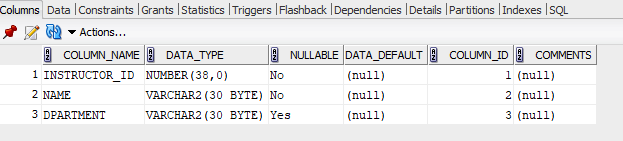 Columns Data Constraints Grants Statistics Triggers Flashback Dependencies Details Partitions Indexes SQL
Actions...
COLUMN_NAME DATA_TYPE NULLABLE DATA_DEFAULT COLUMN_ID COMMENTS
1 INSTRUCTOR_ID NUMBER(38,0) No (null) 1 (null)
2 NAME VARCHAR2(30 BYTE) No (null) 2 (null)
3 DPARTMENT VARCHAR2(30 BYTE) Yes (null) 3 (null)